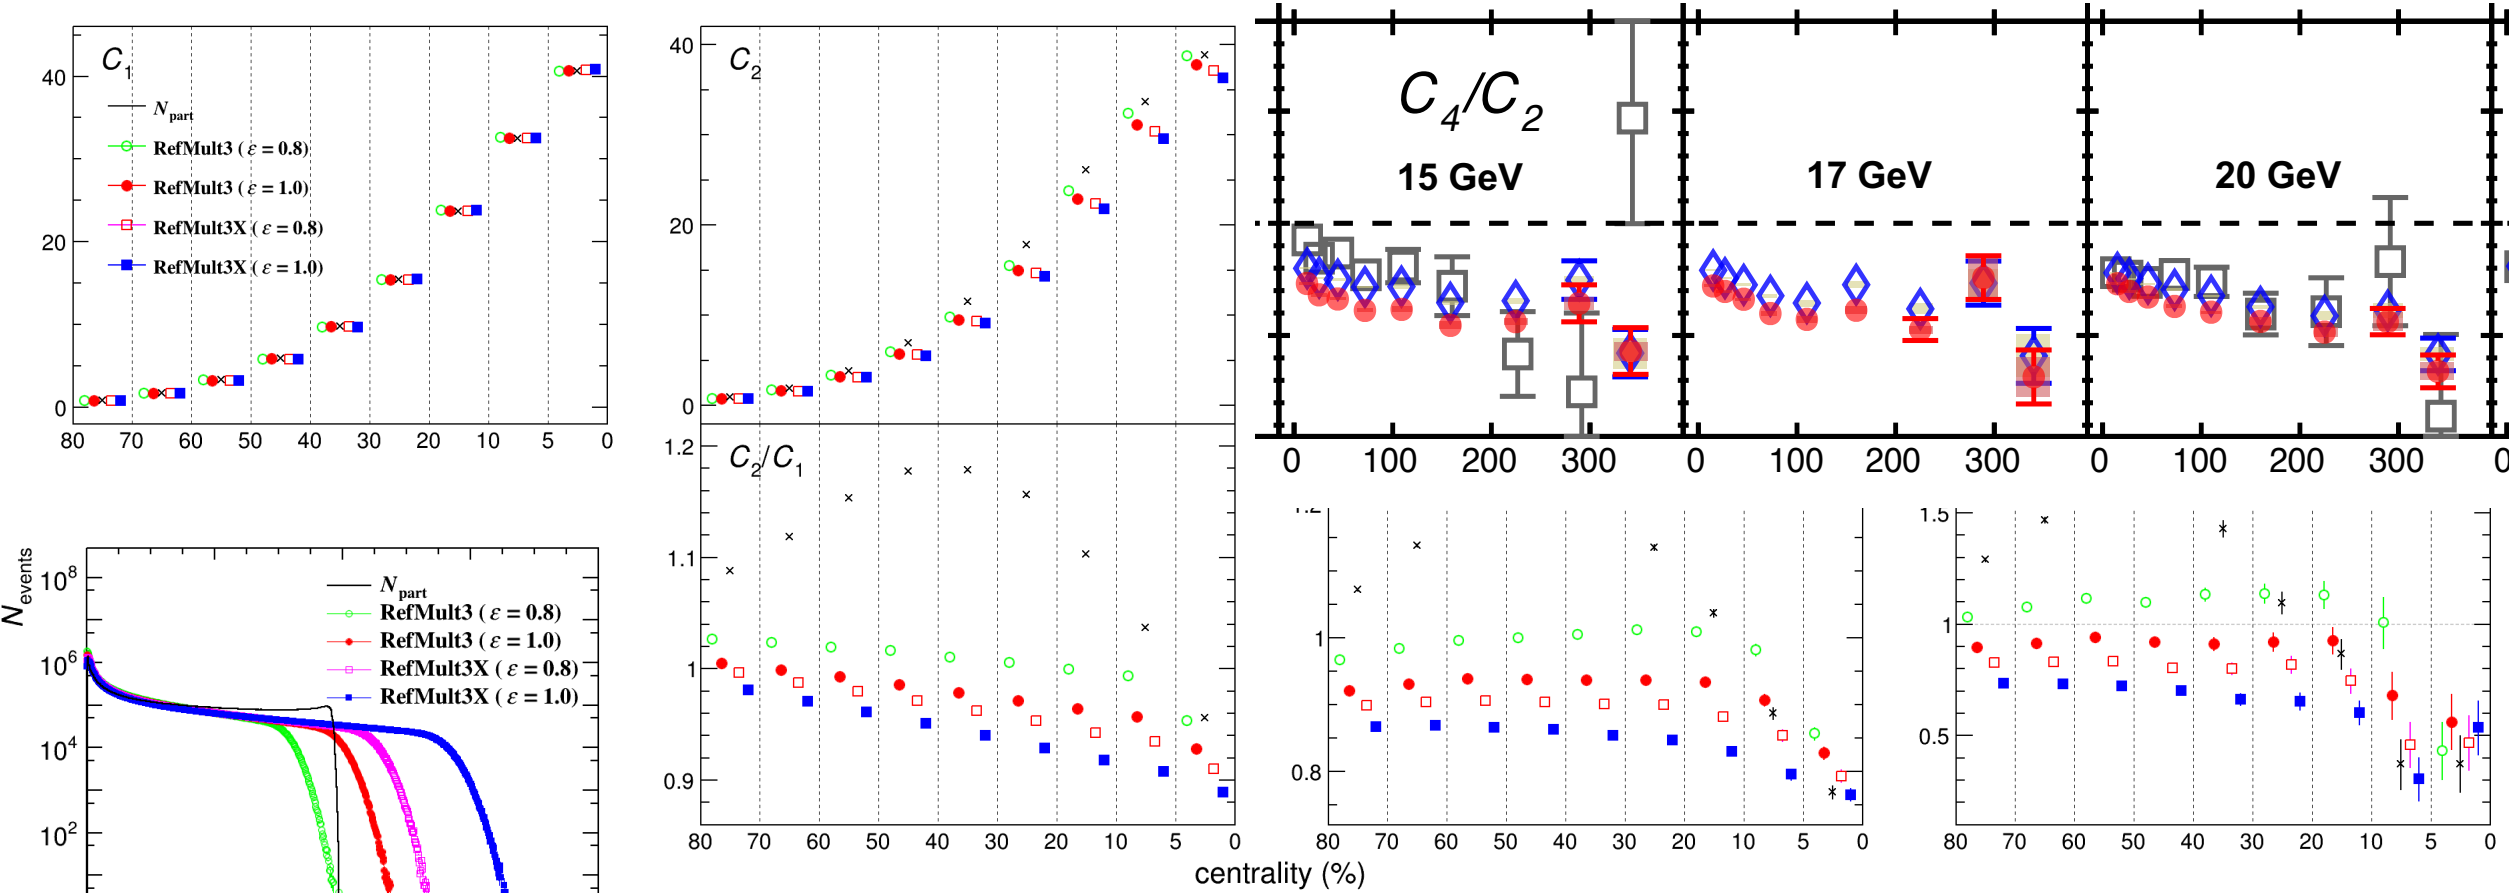 C1
40
20
0
80 70 60 50 40 30 20 10 5 0
Npart
RefMult3 ( ε = 0.8)
RefMult3 ( ε = 1.0)
RefMult3X ( ε = 0.8)
RefMult3X ( ε = 1.0)
C2
40
20
0
C2/C1
1.2
1.1
1
0.9
80 70 60 50 40 30 20 10 5 0
C4/C2
15 GeV
17 GeV
20 GeV
0 100 200 300
0 100 200 300
0 100 200 300
Nevents
10^8
10^6
10^4
10^2
Npart
RefMult3 ( ε = 0.8)
RefMult3 ( ε = 1.0)
RefMult3X ( ε = 0.8)
RefMult3X ( ε = 1.0)
1
0.8
80 70 60 50 40 30 20 10 5 0
1.5
1
0.5
80 70 60 50 40 30 20 10 5 0
centrality (%)